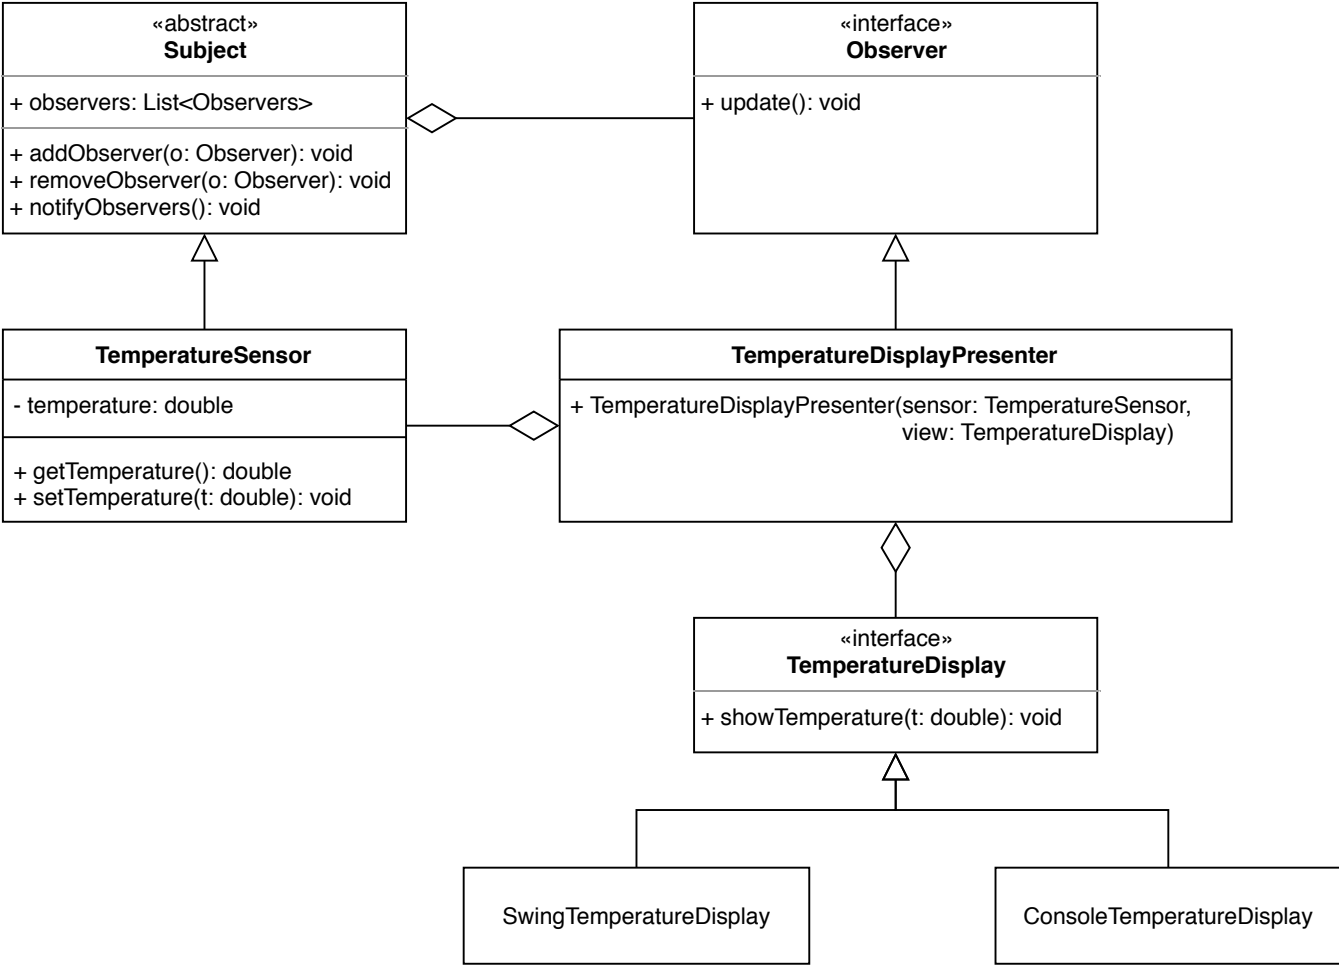 «abstract»
Subject
+ observers: List<Observers>
+ addObserver(o: Observer): void
+ removeObserver(o: Observer): void
+ notifyObservers(): void
«interface»
Observer
+ update(): void
TemperatureSensor
- temperature: double
+ getTemperature(): double
+ setTemperature(t: double): void
TemperatureDisplayPresenter
+ TemperatureDisplayPresenter(sensor: TemperatureSensor,
view: TemperatureDisplay)
«interface»
TemperatureDisplay
+ showTemperature(t: double): void
SwingTemperatureDisplay
ConsoleTemperatureDisplay